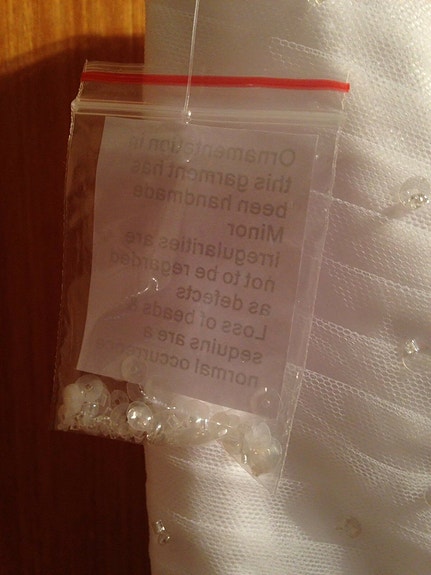 Ornamentation in
this garment has
been handmade
Minor
irregularities are
not to be regarded
as defects
Loss of beads &
sequins are
a
normal occurrence